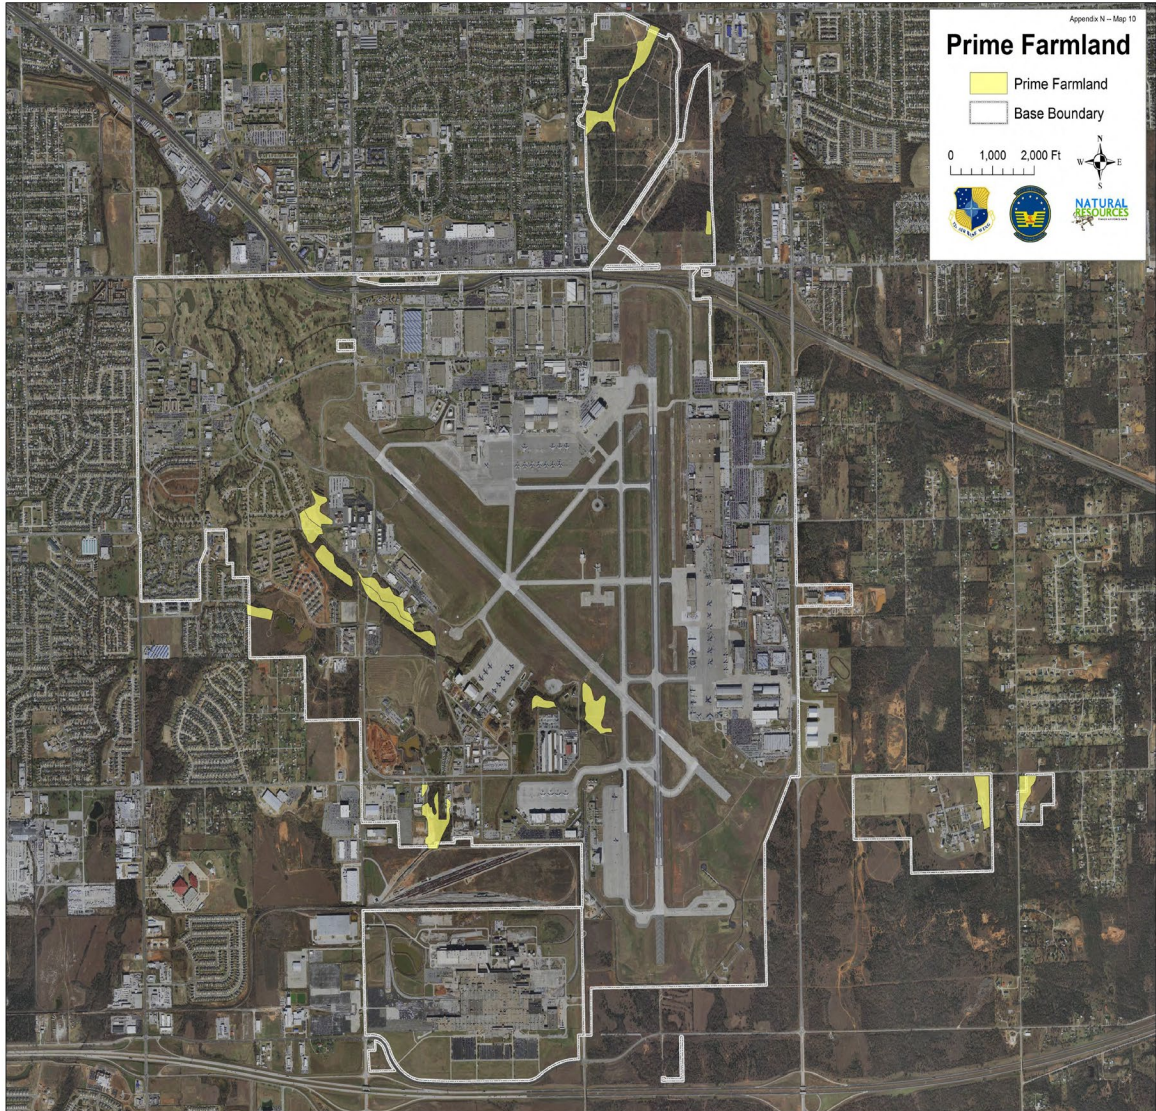 Appendix N -- Map 10
Prime Farmland
Prime Farmland
Base Boundary
0 1,000 2,000 Ft
N
W E
S
NATURAL
RESOURCES